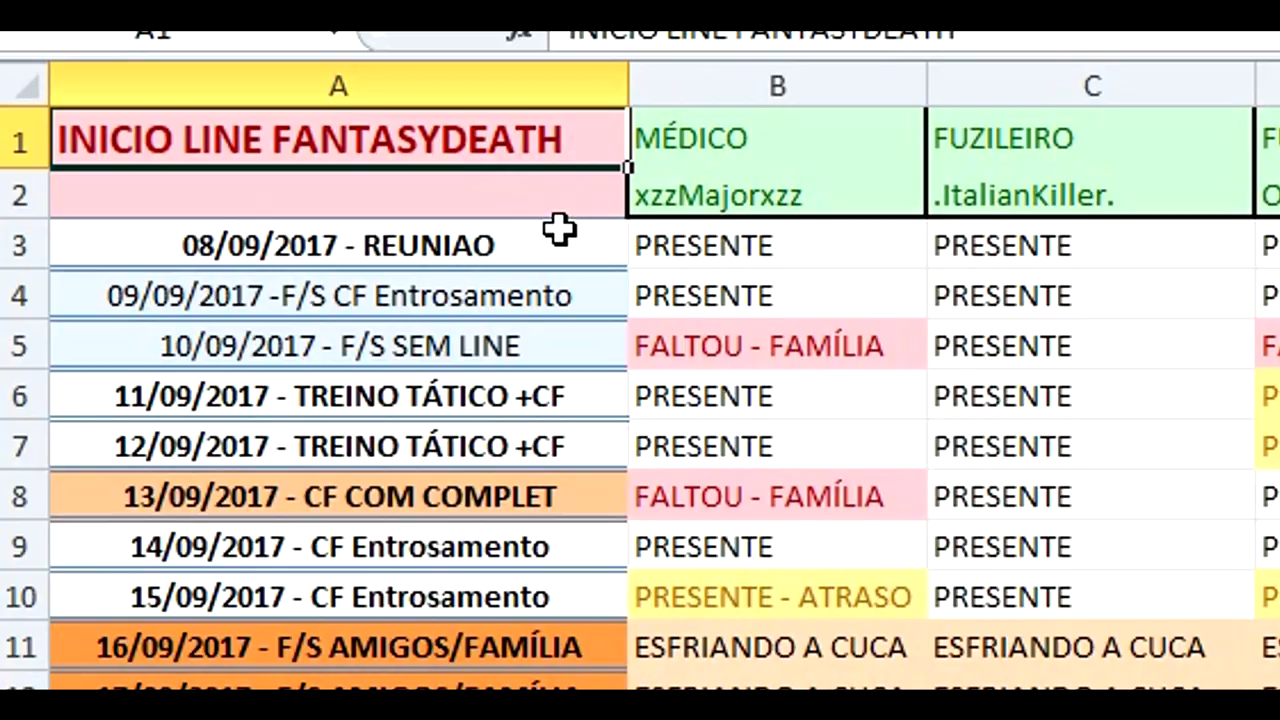 A1 fx INICIO LINE FANTASYDEATH
A B C
1 INICIO LINE FANTASYDEATH MÉDICO FUZILEIRO
2 xzzMajorxzz .ItalianKiller.
3 08/09/2017 - REUNIAO PRESENTE PRESENTE
4 09/09/2017 -F/S CF Entrosamento PRESENTE PRESENTE
5 10/09/2017 - F/S SEM LINE FALTOU - FAMÍLIA PRESENTE
6 11/09/2017 - TREINO TÁTICO +CF PRESENTE PRESENTE
7 12/09/2017 - TREINO TÁTICO +CF PRESENTE PRESENTE
8 13/09/2017 - CF COM COMPLET FALTOU - FAMÍLIA PRESENTE
9 14/09/2017 - CF Entrosamento PRESENTE PRESENTE
10 15/09/2017 - CF Entrosamento PRESENTE - ATRASO PRESENTE
11 16/09/2017 - F/S AMIGOS/FAMÍLIA ESFRIANDO A CUCA ESFRIANDO A CUCA